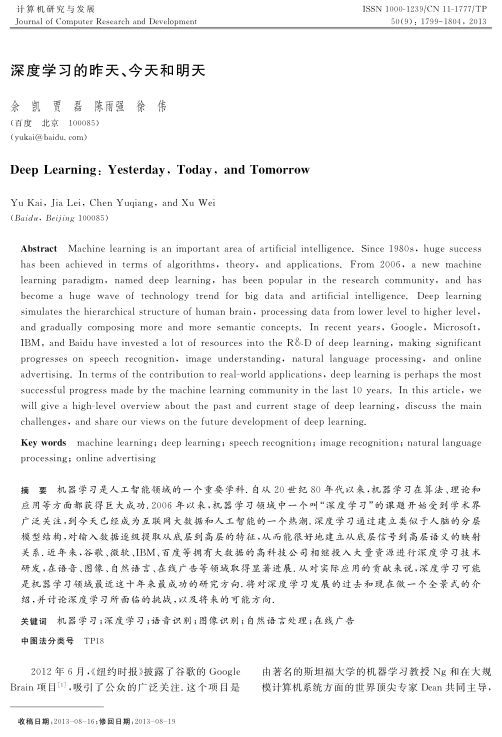 计算机研究与发展
ISSN 1000-1239/CN 11-1777/TP
Journal of Computer Research and Development
50(9): 1799-1804, 2013
深度学习的昨天、今天和明天
余 凯 贾 磊 陈雨强 徐 伟
(百度 北京 100085)
(yukai@baidu.com)
Deep Learning: Yesterday, Today, and Tomorrow
Yu Kai, Jia Lei, Chen Yuqiang, and Xu Wei
(Baidu, Beijing 100085)
Abstract Machine learning is an important area of artificial intelligence. Since 1980s, huge success
has been achieved in terms of algorithms, theory, and applications. From 2006, a new machine
learning paradigm, named deep learning, has been popular in the research community, and has
become a huge wave of technology trend for big data and artificial intelligence. Deep learning
simulates the hierarchical structure of human brain, processing data from lower level to higher level,
and gradually composing more and more semantic concepts. In recent years, Google, Microsoft,
IBM, and Baidu have invested a lot of resources into the R&D of deep learning, making significant
progresses on speech recognition, image understanding, natural language processing, and online
advertising. In terms of the contribution to real-world applications, deep learning is perhaps the most
successful progress made by the machine learning community in the last 10 years. In this article, we
will give a high-level overview about the past and current stage of deep learning, discuss the main
challenges, and share our views on the future development of deep learning.
Key words machine learning; deep learning; speech recognition; image recognition; natural language
processing; online advertising
摘 要 机器学习是人工智能领域的一个重要学科.自从20世纪80年代以来,机器学习在算法、理论和
应用等方面都获得巨大成功.2006年以来,机器学习领域中一个叫“深度学习”的课题开始受到学术界
广泛关注,到今天已经成为互联网大数据和人工智能的一个热潮.深度学习通过建立类似于人脑的分层
模型结构,对输入数据逐级提取从底层到高层的特征,从而能很好地建立从底层信号到高层语义的映射
关系.近年来,谷歌、微软、IBM、百度等拥有大数据的高科技公司相继投入大量资源进行深度学习技术
研发,在语音、图像、自然语言、在线广告等领域取得显著进展.从对实际应用的贡献来说,深度学习可能
是机器学习领域最近这十年来最成功的研究方向.将对深度学习发展的过去和现在做一个全景式的介
绍,并讨论深度学习所面临的挑战,以及将来的可能方向.
关键词 机器学习;深度学习;语音识别;图像识别;自然语言处理;在线广告
中图法分类号 TP18
2012年6月,《纽约时报》披露了谷歌的Google
Brain项目[1],吸引了公众的广泛关注.这个项目是
由著名的斯坦福大学的机器学习教授Ng和在大规
模计算机系统方面的世界顶尖专家Dean共同主导,
收稿日期:2013-08-16;修回日期:2013-08-19